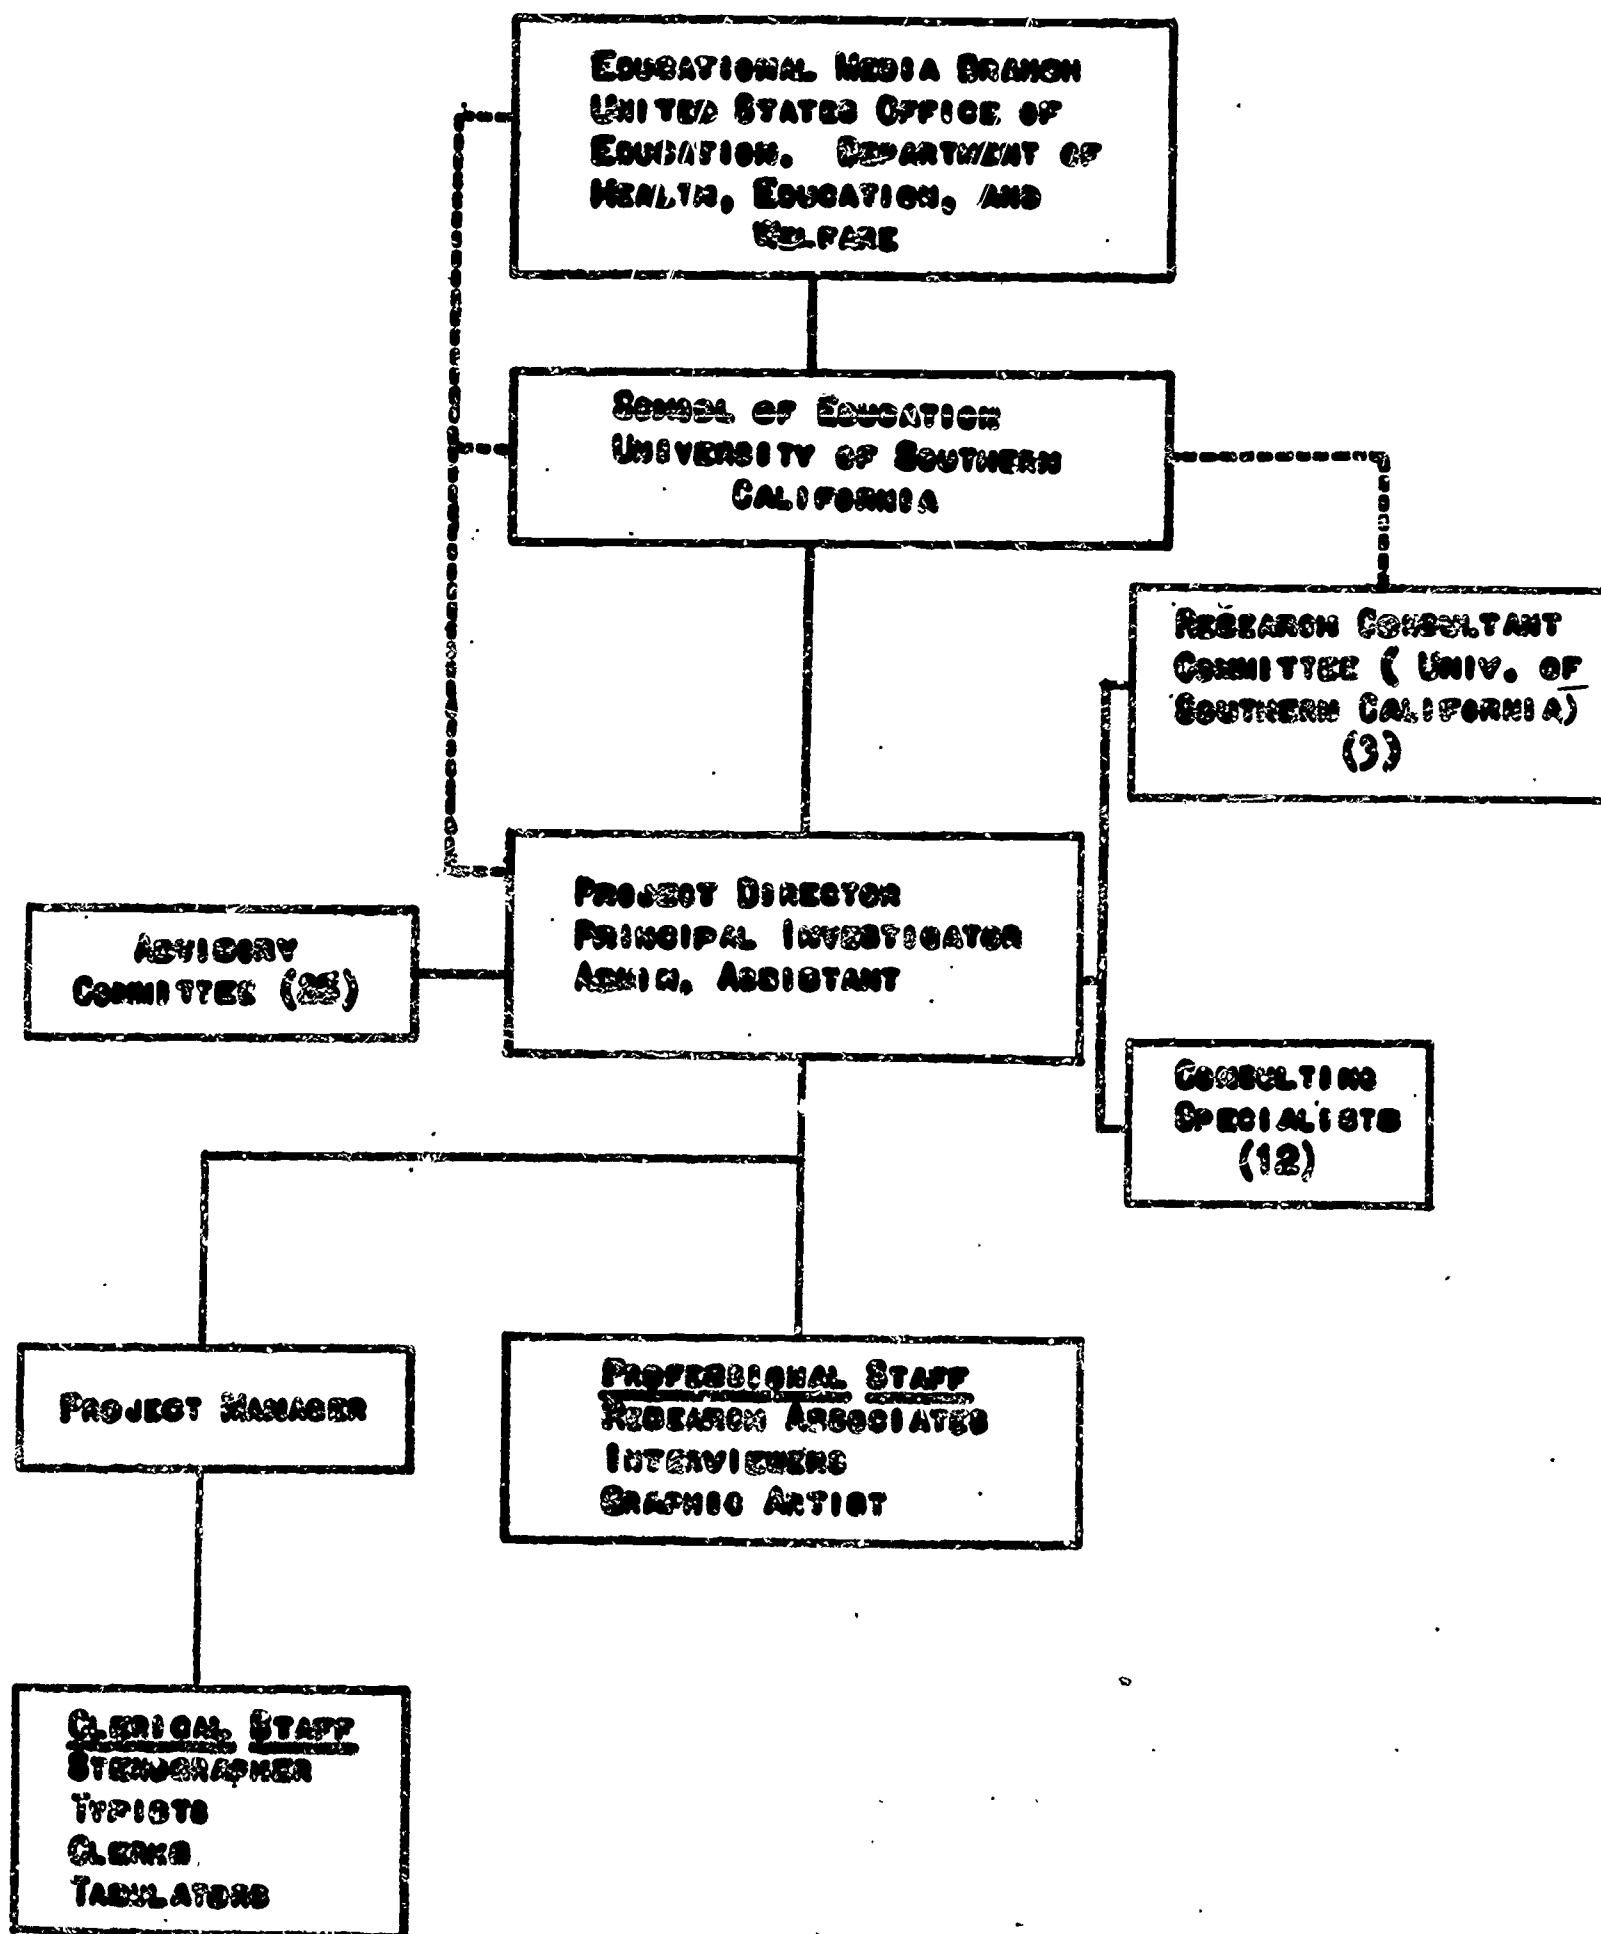 EDUCATIONAL MEDIA BRANCH
UNITED STATES OFFICE OF
EDUCATION. DEPARTMENT OF
HEALTH, EDUCATION, AND
WELFARE
SCHOOL OF EDUCATION
UNIVERSITY OF SOUTHERN
CALIFORNIA
RESEARCH CONSULTANT
COMMITTEE ( UNIV. OF
SOUTHERN CALIFORNIA)
(3)
PROJECT DIRECTOR
PRINCIPAL INVESTIGATOR
ADMIN. ASSISTANT
ADVISORY
COMMITTEE
CONSULTING
SPECIALISTS
(12)
PROJECT MANAGER
PROFESSIONAL STAFF
RESEARCH ASSOCIATES
INTERVIEWERS
GRAPHIC ARTIST
CLERICAL STAFF
STENOGRAPHER
TYPISTS
CLERKS
TABULATORS